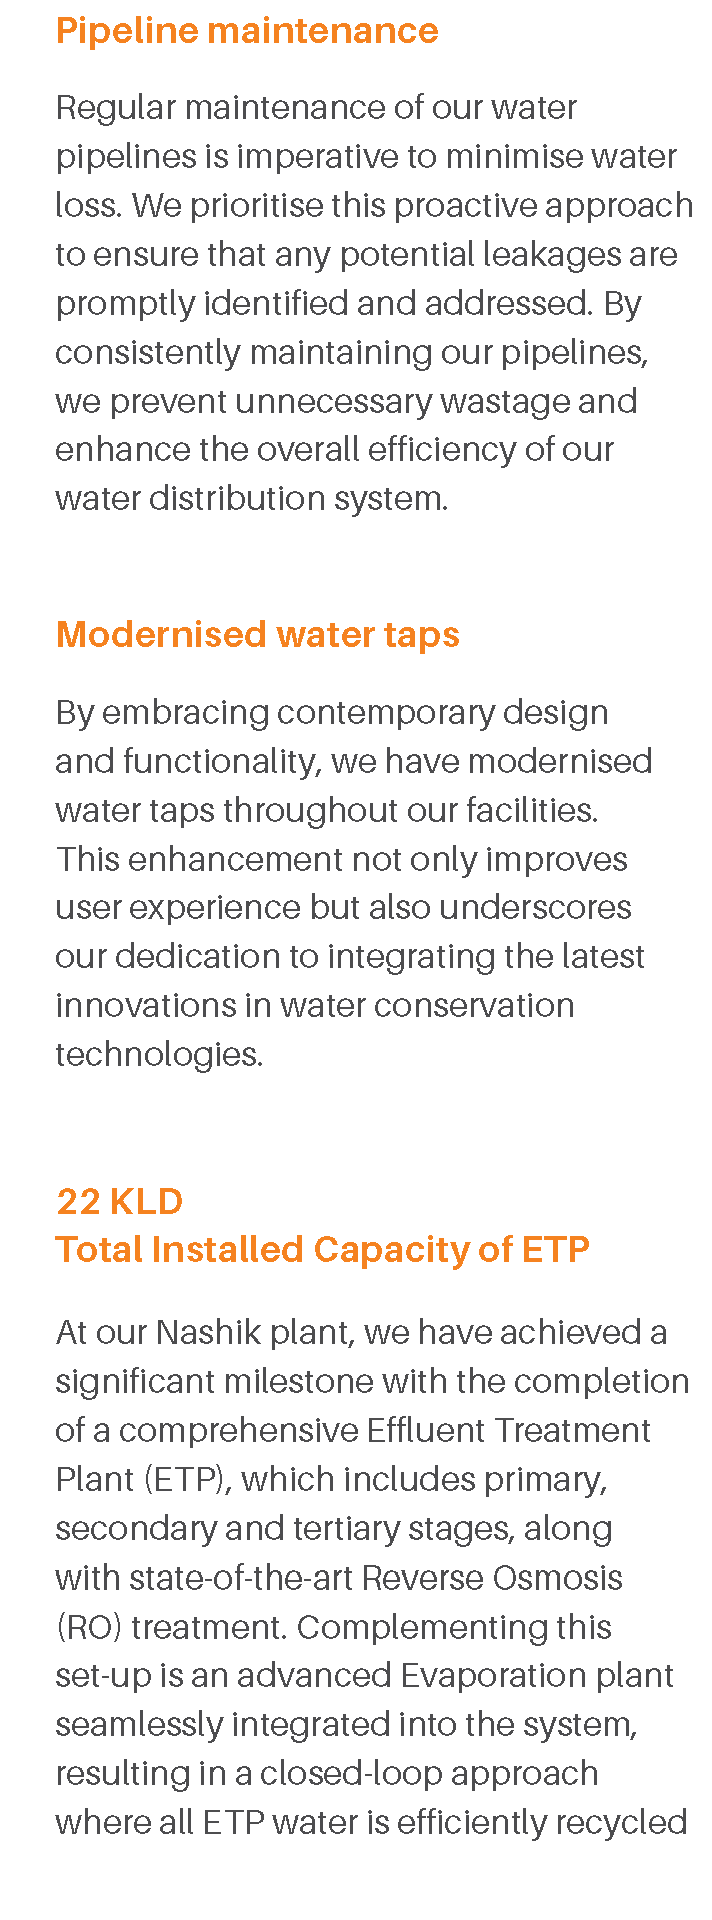 Pipeline maintenance
Regular maintenance of our water
pipelines is imperative to minimise water
loss. We prioritise this proactive approach
to ensure that any potential leakages are
promptly identified and addressed. By
consistently maintaining our pipelines,
we prevent unnecessary wastage and
enhance the overall efficiency of our
water distribution system.
Modernised water taps
By embracing contemporary design
and functionality, we have modernised
water taps throughout our facilities.
This enhancement not only improves
user experience but also underscores
our dedication to integrating the latest
innovations in water conservation
technologies.
22 KLD
Total Installed Capacity of ETP
At our Nashik plant, we have achieved a
significant milestone with the completion
of a comprehensive Effluent Treatment
Plant (ETP), which includes primary,
secondary and tertiary stages, along
with state-of-the-art Reverse Osmosis
(RO) treatment. Complementing this
set-up is an advanced Evaporation plant
seamlessly integrated into the system,
resulting in a closed-loop approach
where all ETP water is efficiently recycled